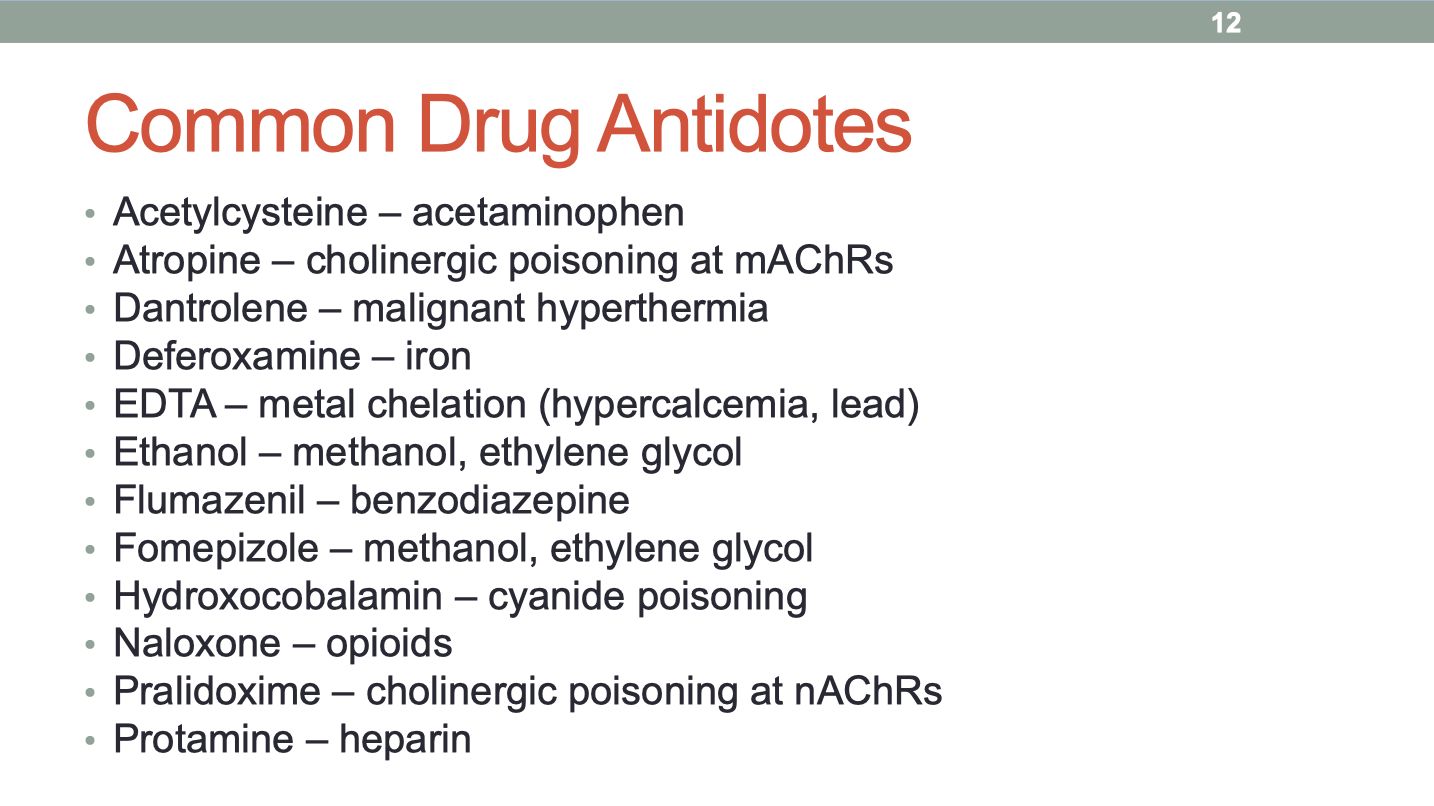 12
Common Drug Antidotes
• Acetylcysteine – acetaminophen
• Atropine – cholinergic poisoning at mAChRs
• Dantrolene – malignant hyperthermia
• Deferoxamine – iron
• EDTA – metal chelation (hypercalcemia, lead)
• Ethanol – methanol, ethylene glycol
• Flumazenil – benzodiazepine
• Fomepizole – methanol, ethylene glycol
• Hydroxocobalamin – cyanide poisoning
• Naloxone – opioids
• Pralidoxime – cholinergic poisoning at nAChRs
• Protamine – heparin